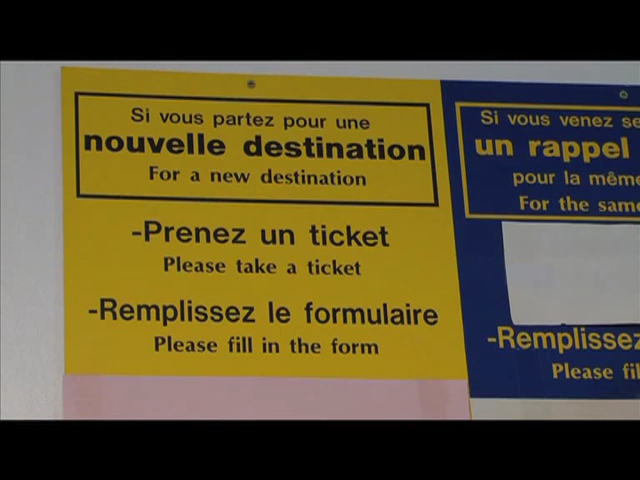 Si vous partez pour une
nouvelle destination
For a new destination
-Prenez un ticket
Please take a ticket
-Remplissez le formulaire
Please fill in the form
Si vous venez
un rappel
pour la même
For the same
-Remplissez
Please